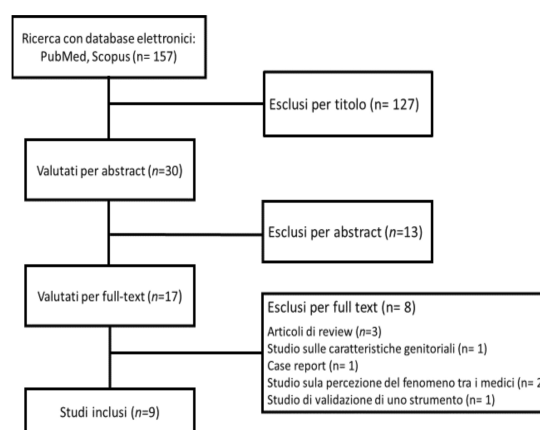 Ricerca con database elettronici:
PubMed, Scopus (n= 157)
Esclusi per titolo (n= 127)
Valutati per abstract (n=30)
Esclusi per abstract (n=13)
Valutati per full-text (n=17)
Esclusi per full text (n= 8)
Articoli di review (n=3)
Studio sulle caratteristiche genitoriali (n= 1)
Case report (n= 1)
Studio sula percezione del fenomeno tra i medici (n= 2
Studio di validazione di uno strumento (n= 1)
Studi inclusi (n=9)